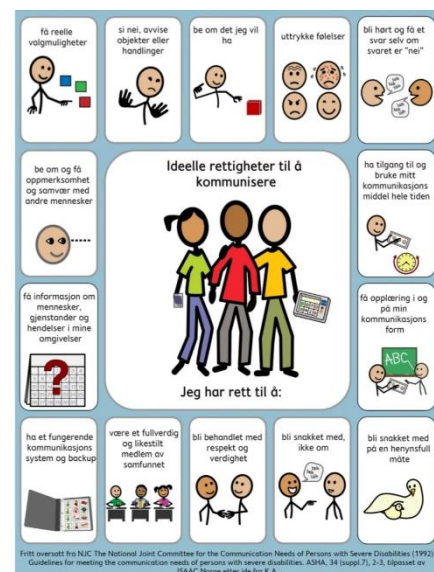 få reelle
valgmuligheter
si nei, avvise
objekter eller
handlinger
be om det jeg vil
ha
uttrykke følelser
bli hørt og få et
svar selv om
svaret er "nei"
be om og få
oppmerksomhet
og samvær med
andre mennesker
Ideelle rettigheter til å
kommunisere
Jeg har rett til å:
ha tilgang til og
bruke mitt
kommunikasjons
middel hele tiden
få informasjon om
mennesker,
gjenstander og
hendelser i mine
omgivelser
?
få opplæring i og
på min
kommunikasjons
form
ABC
ha et fungerende
kommunikasjons
system og backup
være et fullverdig
og likestilt
medlem av
samfunnet
bli behandlet med
respekt og
verdighet
bli snakket med,
ikke om
bli snakket med
på en henynsfull
måte
Fritt oversatt fra NJC The National Joint Committee for the Communication Needs of Persons with Severe Disabilities (1992)
Guidelines for meeting the communication needs of persons with severe disabilities. ASHA, 34 (suppl.7), 2-3, tilpasset av
ISAAC Norge etter ide fra K.A.